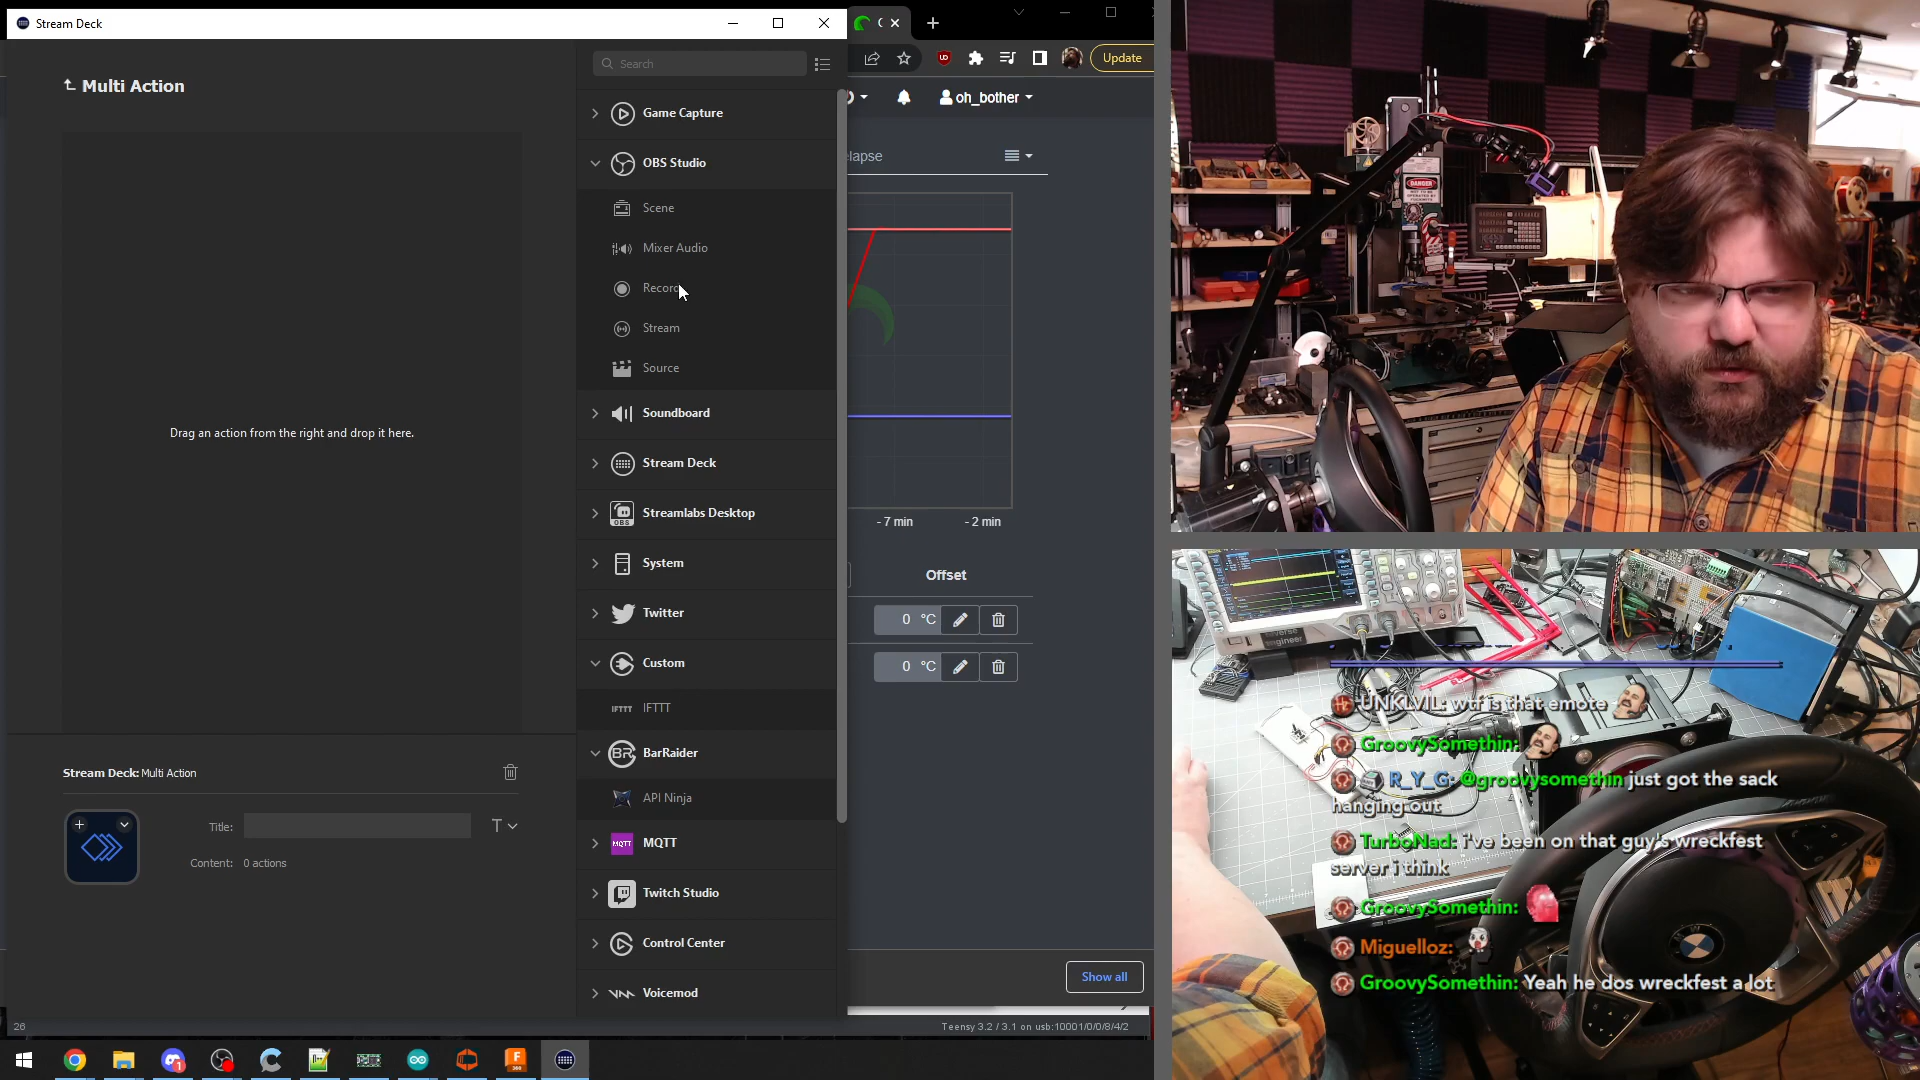 Stream Deck
Multi Action
Search
Game Capture
OBS Studio
Scene
Mixer Audio
Record
Stream
Source
Soundboard
Stream Deck
Streamlabs Desktop
System
Twitter
Custom
IFTTT
IFTTT
BR
BarRaider
API Ninja
MQTT
MQTT
Twitch Studio
Control Center
Voicemod
Drag an action from the right and drop it here.
Stream Deck: Multi Action
Title:
T
Content: 0 actions
Update
oh_bother
elapse
- 7 min
- 2 min
Offset
0 °C
0 °C
Show all
26
Teensy 3.2 / 3.1 on usb:10001/0/0/8/4/2
DANGER
UNKLVIL: wtf is that emote
GroovySomethin:
R_Y_G: @groovysomethin just got the sack
hanging out
TurboNad: i've been on that guy's wreckfest
server i think
GroovySomethin:
Miguelloz:
GroovySomethin: Yeah he dos wreckfest a lot